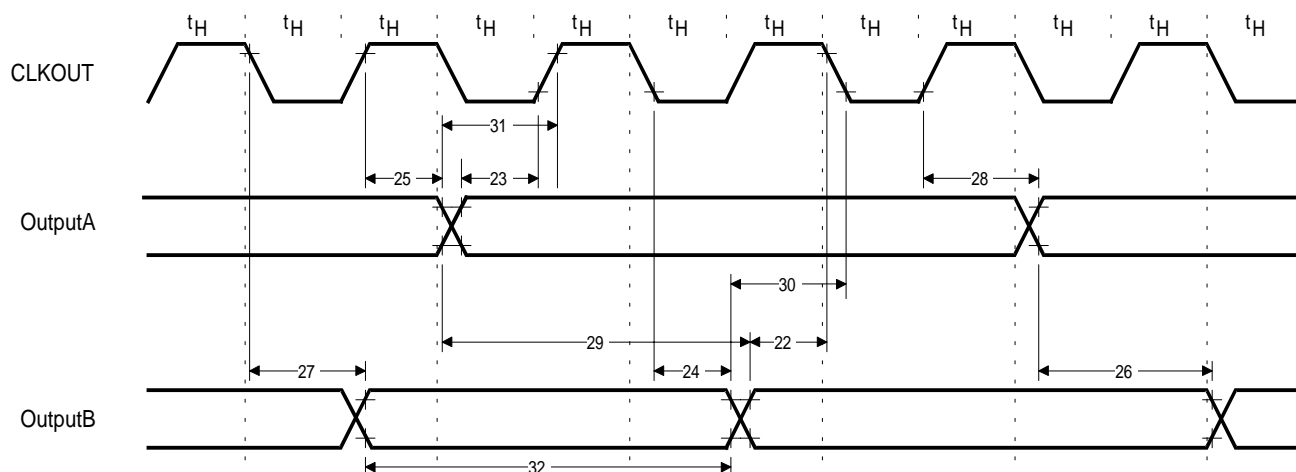 tH tH tH tH tH tH tH tH tH tH tH tH
CLKOUT
31
25 23 28
OutputA
30
29 22
27 24 26
OutputB
32